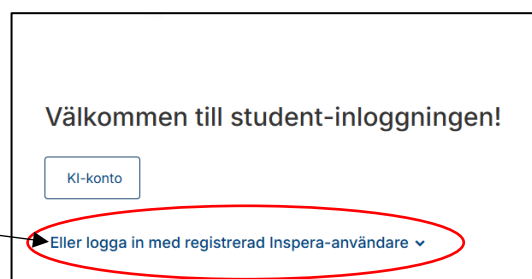 Välkommen till student-inloggningen!
KI-konto
Eller logga in med registrerad Inspera-användare